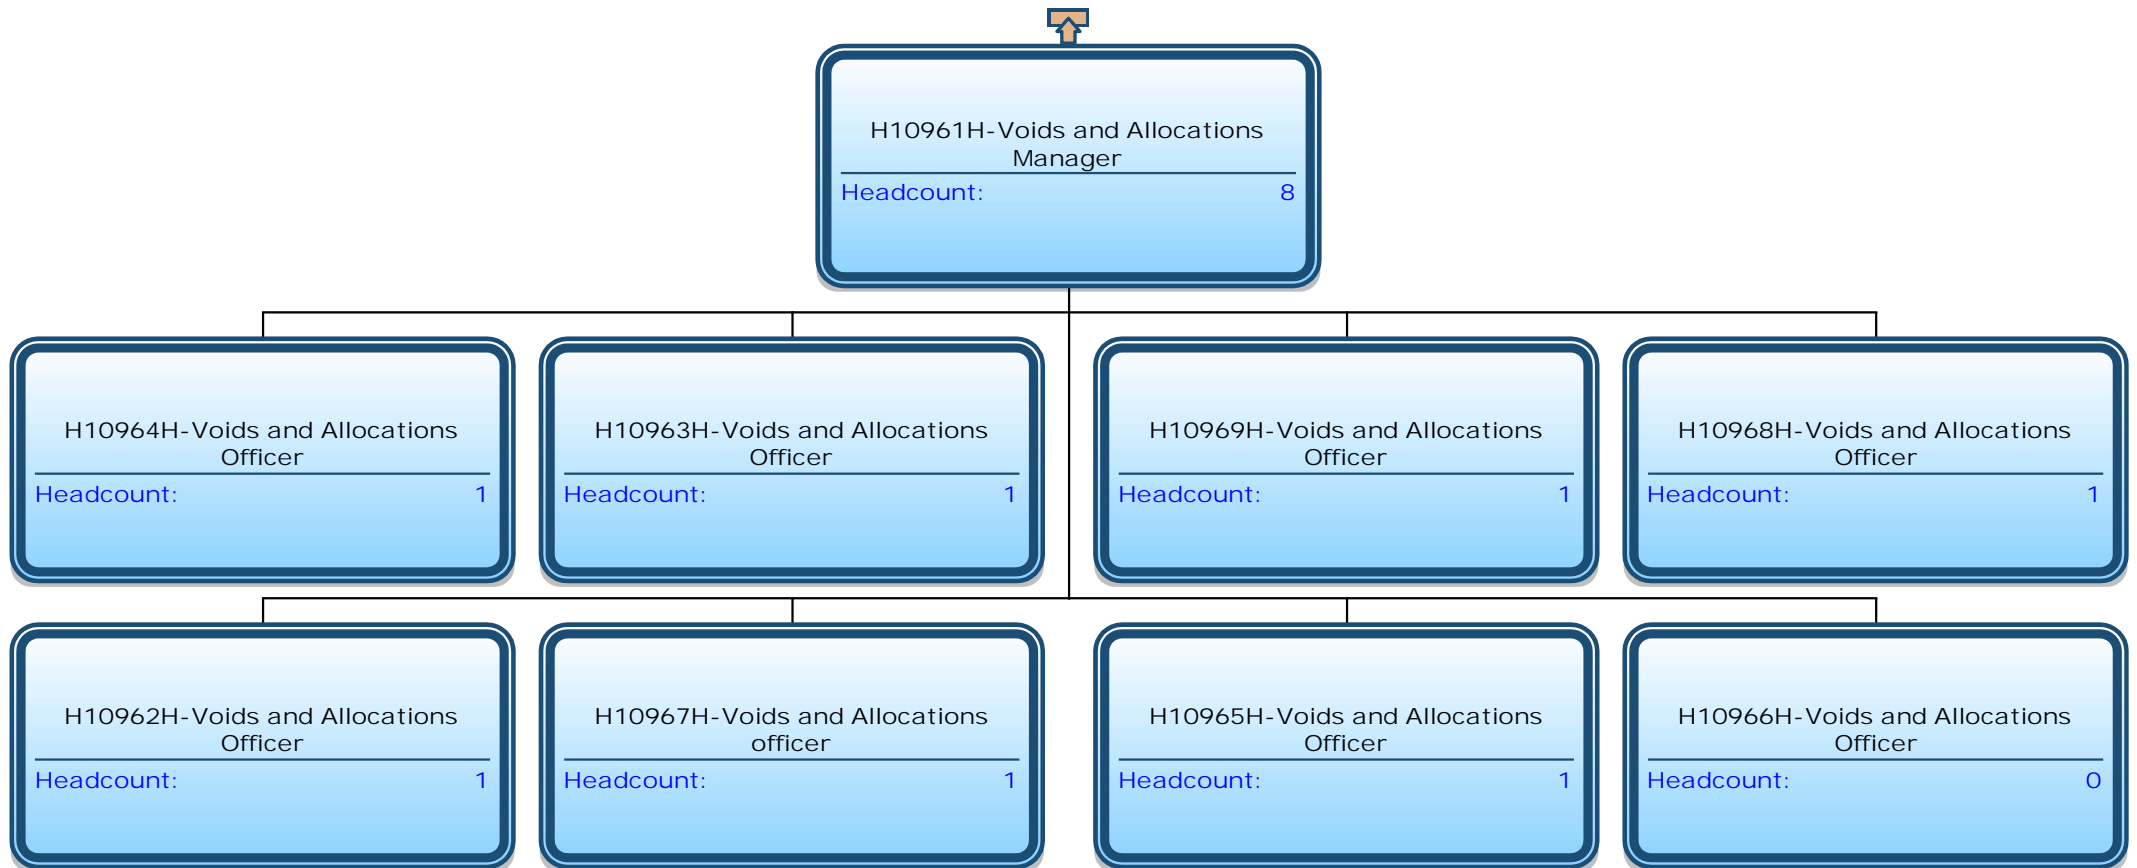 H10961H-Voids and Allocations
Manager
Headcount: 8
H10964H-Voids and Allocations
Officer
Headcount: 1
H10963H-Voids and Allocations
Officer
Headcount: 1
H10969H-Voids and Allocations
Officer
Headcount: 1
H10968H-Voids and Allocations
Officer
Headcount: 1
H10962H-Voids and Allocations
Officer
Headcount: 1
H10967H-Voids and Allocations
officer
Headcount: 1
H10965H-Voids and Allocations
Officer
Headcount: 1
H10966H-Voids and Allocations
Officer
Headcount: 0